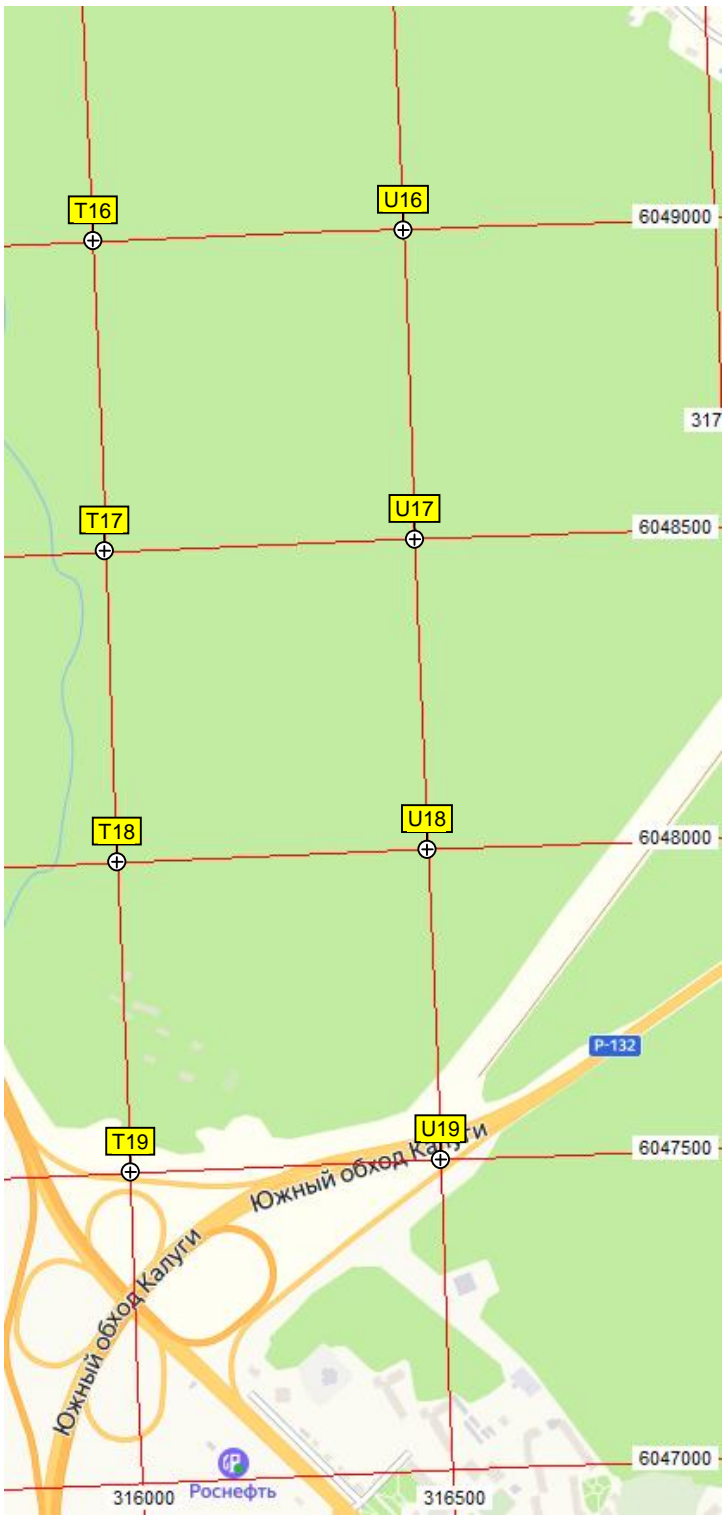 U16
T16
6049000
317
U17
T17
6048500
U18
T18
6048000
Р-132
U19
T19
6047500
Южный обход Калуги
Южный обход Калуги
6047000
Роснефть
316000
316500